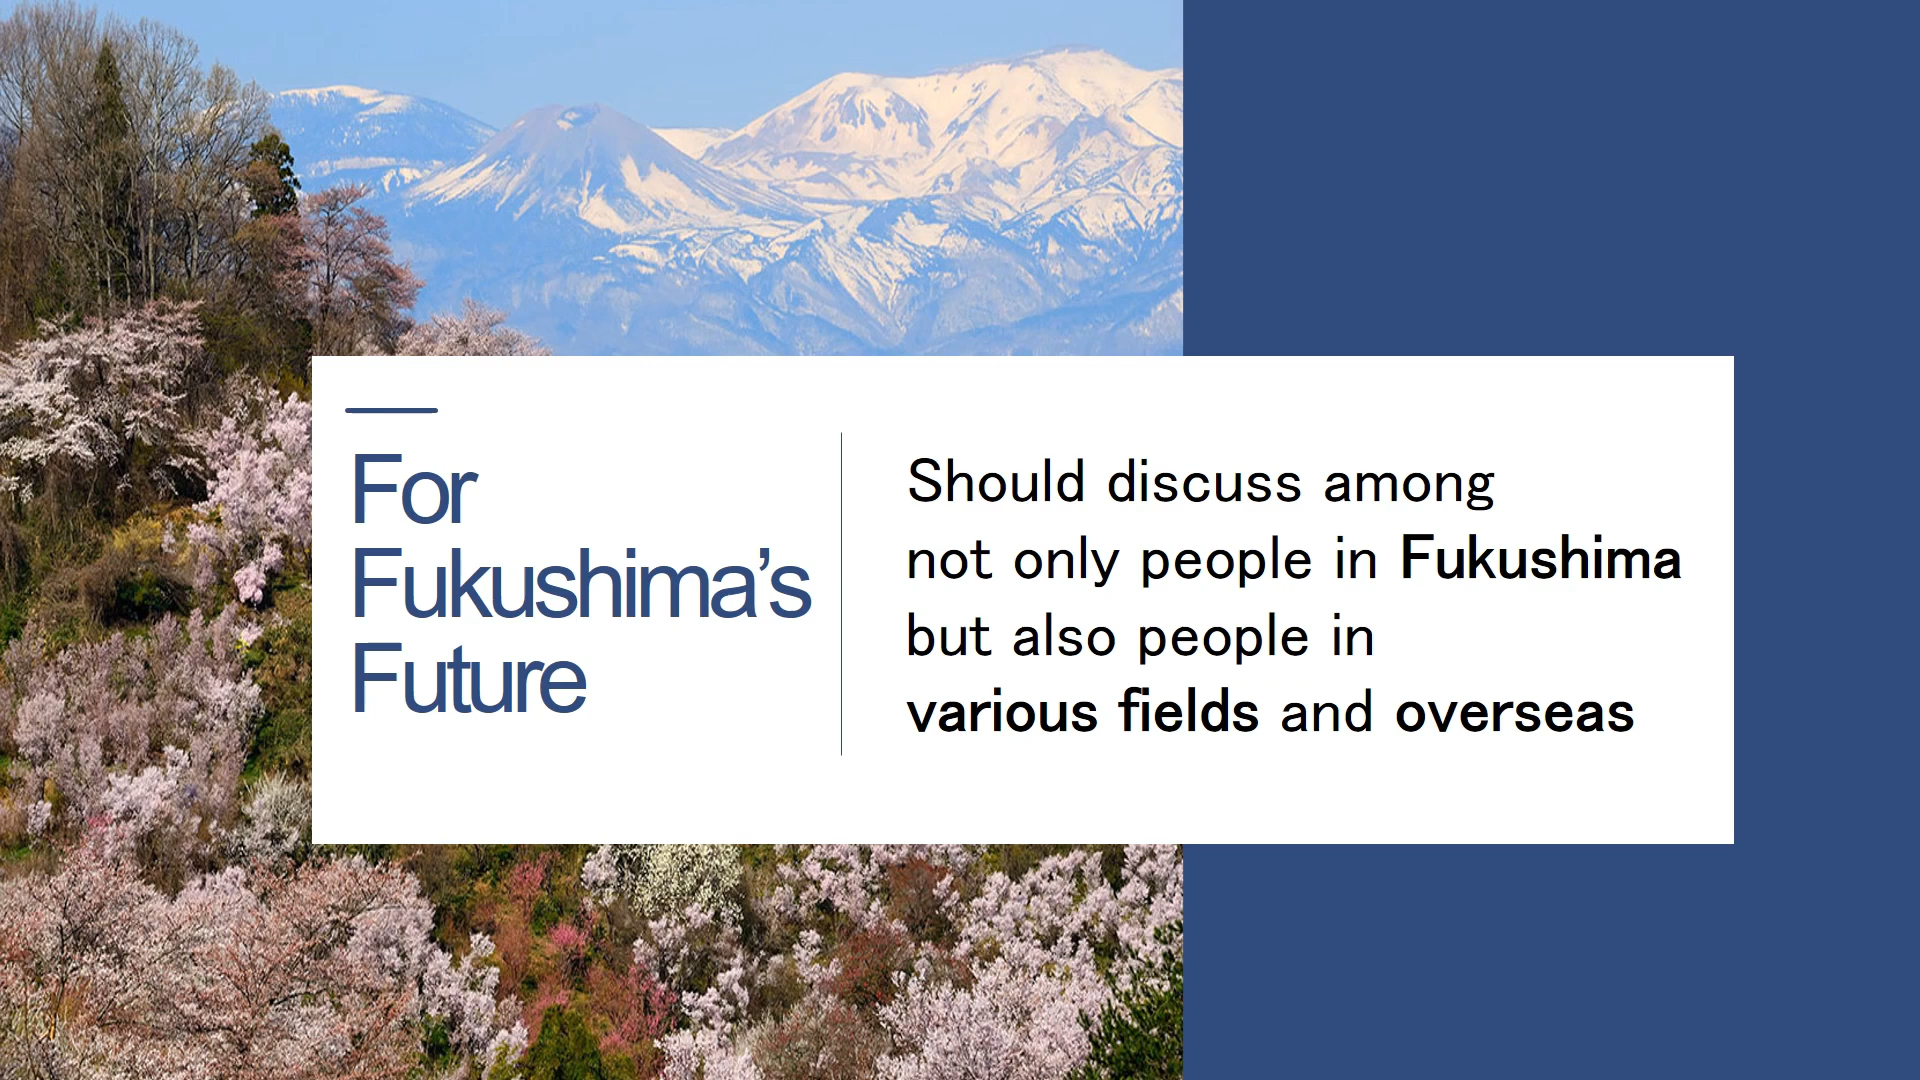 For
Fukushima’s
Future
Should discuss among
not only people in Fukushima
but also people in
various fields and overseas